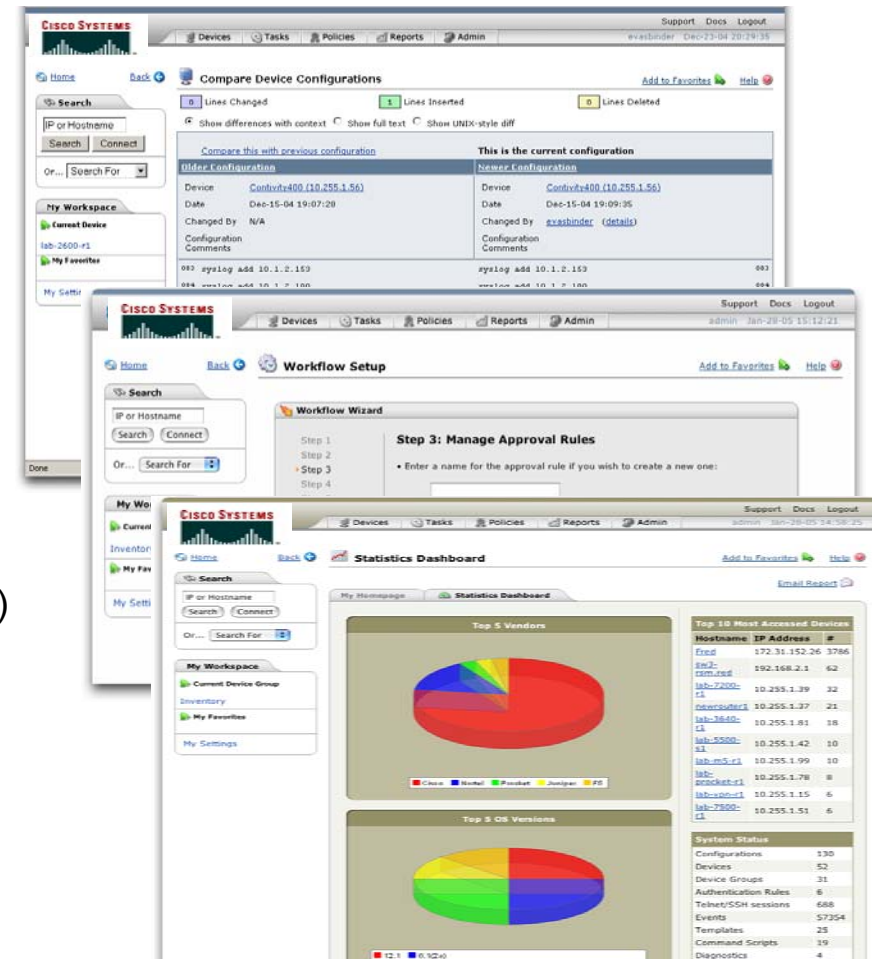 CISCO SYSTEMS
Support Docs Logout
Devices Tasks Policies Reports Admin
evasbinder Dec-23-04 20:29:35
Home Back
Compare Device Configurations
Add to Favorites Help
Search
0 Lines Changed 1 Lines Inserted 0 Lines Deleted
IP or Hostname
Show differences with context Show full text Show UNIX-style diff
Search Connect
Or... Search For
Compare this with previous configuration This is the current configuration
Older Configuration Newer Configuration
Device Contivity400 (10.255.1.56) Device Contivity400 (10.255.1.56)
Date Dec-15-04 19:07:28 Date Dec-15-04 19:09:35
Changed By N/A Changed By evasbinder (details)
Configuration Comments Configuration Comments
My Workspace
Current Device
lab-2600-r1
My Favorites
003 syslog add 10.1.2.153 syslog add 10.1.2.153 003
004 004
Done
CISCO SYSTEMS
Support Docs Logout
Devices Tasks Policies Reports Admin
admin Jan-28-05 15:12:21
Home Back
Workflow Setup
Add to Favorites Help
Search
IP or Hostname
Search Connect
Or... Search For
Workflow Wizard
Step 1
Step 2
Step 3
Step 4
Step 3: Manage Approval Rules
• Enter a name for the approval rule if you wish to create a new one:
)
CISCO SYSTEMS
Support Docs Logout
Devices Tasks Policies Reports Admin
admin Jan-28-05 14:58:25
Home Back
Statistics Dashboard
Add to Favorites Help
Email Report
Search
IP or Hostname
Search Connect
Or... Search For
My Workspace
Current Device Group
Inventory
My Favorites
My Settings
My Homepage Statistics Dashboard
Top 5 Vendors
Cisco Nortel Procket Juniper F5
Top 5 OS Versions
12.1
Top 10 Most Accessed Devices
Hostname IP Address #
Fred 172.31.152.26 3786
sw3-rsm.red 192.168.2.1 62
lab-7200-r1 10.255.1.39 32
newrouter1 10.255.1.37 21
lab-3640-r1 10.255.1.81 18
lab-5500-s1 10.255.1.42 10
lab-m5-r1 10.255.1.99 10
lab-procket-r1 10.255.1.78 8
lab-vpn-r1 10.255.1.15 6
lab-7500-r1 10.255.1.51 6
System Status
Configurations 130
Devices 52
Device Groups 31
Authentication Rules 6
Telnet/SSH sessions 688
Events 57354
Templates 25
Command Scripts 19
Diagnostics 4